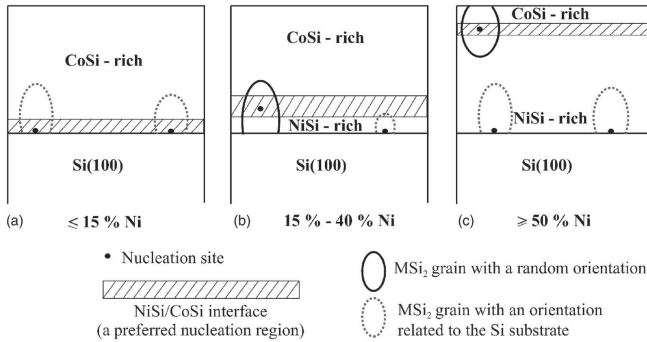 CoSi - rich
Si(100)
(a) ≤ 15 % Ni
CoSi - rich
NiSi - rich
Si(100)
(b) 15 % - 40 % Ni
CoSi - rich
NiSi - rich
Si(100)
(c) ⩾ 50 % Ni
Nucleation site
NiSi/CoSi interface
(a preferred nucleation region)
MSi₂ grain with a random orientation
MSi₂ grain with an orientation
related to the Si substrate